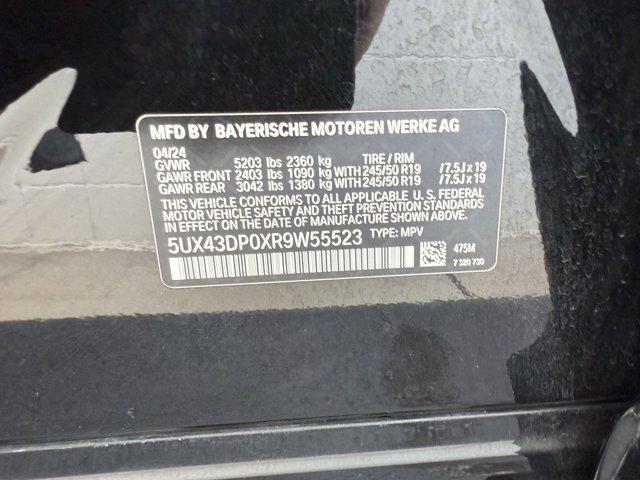 MFD BY BAYERISCHE MOTOREN WERKE AG
04/24
GVWR 5203 lbs 2360 kg TIRE / RIM
GAWR FRONT 2403 lbs 1090 kg WITH 245/50 R19 / 7.5J x 19
GAWR REAR 3042 lbs 1380 kg WITH 245/50 R19 / 7.5J x 19
THIS VEHICLE CONFORMS TO ALL APPLICABLE U.S. FEDERAL
MOTOR VEHICLE SAFETY AND THEFT PREVENTION STANDARDS
IN EFFECT ON THE DATE OF MANUFACTURE SHOWN ABOVE.
5UX43DP0XR9W55523 TYPE: MPV
475M
7 320 730